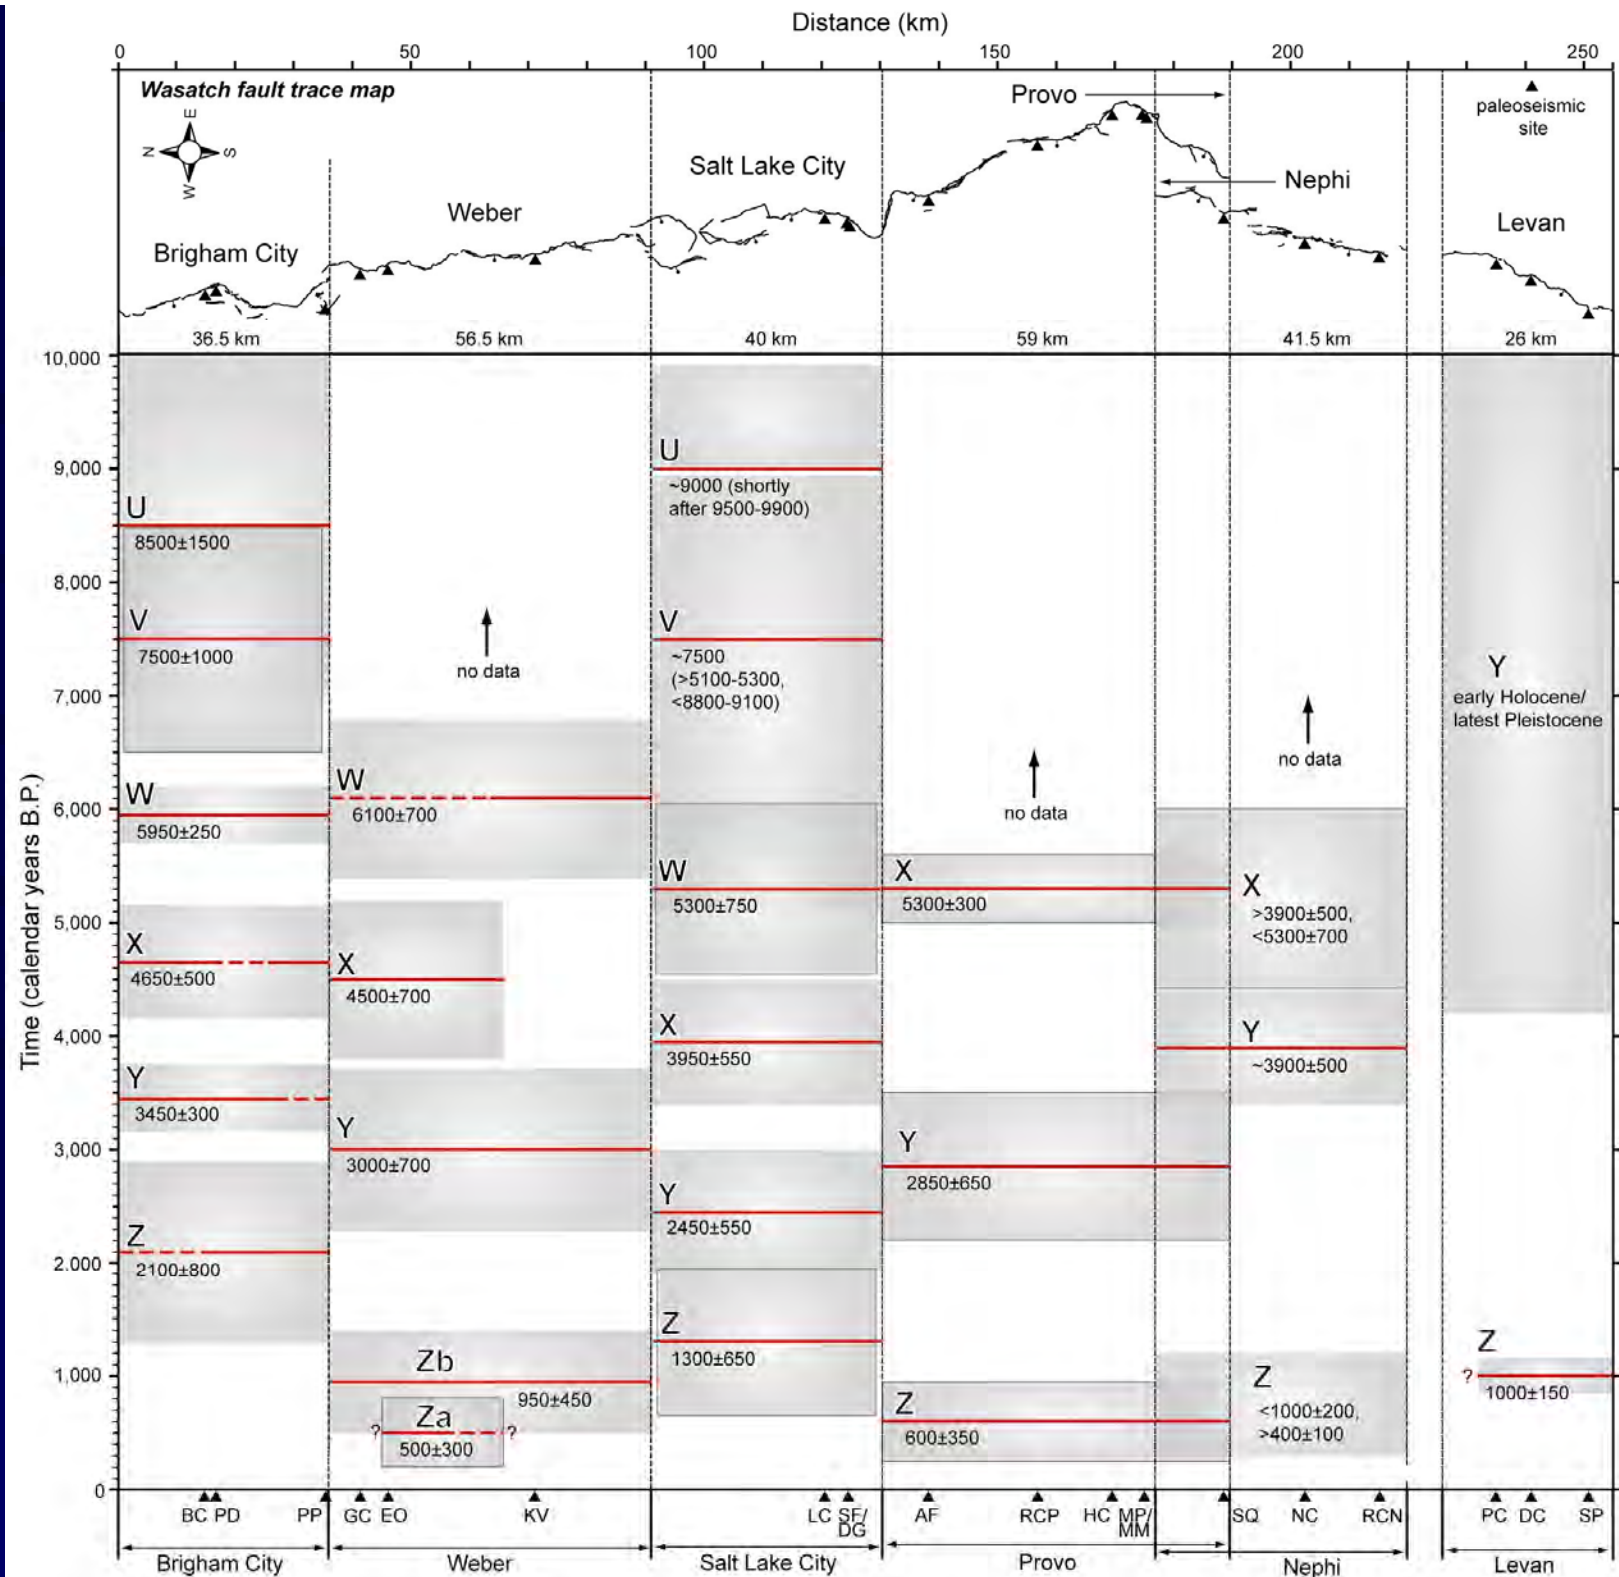 Distance (km)
0 50 100 150 200 250
Wasatch fault trace map
N E S W
Provo
paleoseismic
site
Salt Lake City
Nephi
Weber
Levan
Brigham City
36.5 km 56.5 km 40 km 59 km 41.5 km 26 km
Time (calendar years B.P.)
10,000
9,000
8,000
7,000
6,000
5,000
4,000
3,000
2.000
1,000
0
U
8500±1500
V
7500±1000
W
5950±250
X
4650±500
Y
3450±300
Z
2100±800
no data
W
6100±700
X
4500±700
Y
3000±700
Zb
950±450
Za
? ?
500±300
U
~9000 (shortly
after 9500-9900)
V
~7500
(>5100-5300,
<8800-9100)
W
5300±750
X
3950±550
Y
2450±550
Z
1300±650
no data
X
5300±300
Y
2850±650
Z
600±350
no data
X
>3900±500,
<5300±700
Y
~3900±500
Z
<1000±200,
>400±100
Y
early Holocene/
latest Pleistocene
Z
?
1000±150
BC PD PP GC EO KV LC SF/ AF RCP HC MP/ SQ NC RCN PC DC SP
DG MM
Brigham City Weber Salt Lake City Provo Nephi Levan